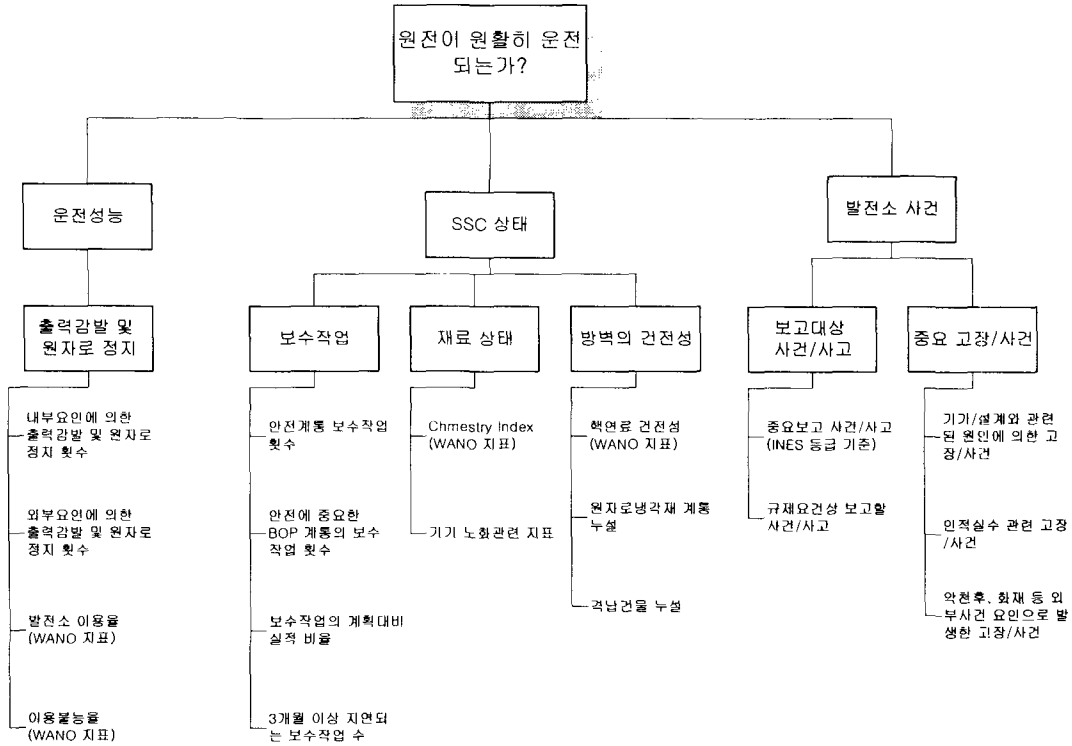 원전이 원활히 운전
되는가?
운전성능
SSC 상태
발전소 사건
출력감발 및
원자로 정지
보수작업
재료 상태
방벽의 건전성
보고대상
사건/사고
중요 고장/사건
내부요인에 의한
출력감발 및 원자로
정지 횟수
외부요인에 의한
출력감발 및 원자로
정지 횟수
발전소 이용율
(WANO 지표)
이용불능율
(WANO 지표)
안전계통 보수작업
횟수
안전에 중요한
BOP 계통의 보수
작업 횟수
보수작업의 계획대비
실적 비율
3개월 이상 지연되
는 보수작업 수
Chmestry Index
(WANO 지표)
기기 노화관련 지표
핵연료 건전성
(WANO 지표)
원자로냉각재 계통
누설
격납건물 누설
중요보고 사건/사고
(INES 등급 기준)
규제요건상 보고할
사건/사고
기기/설계와 관련
된 원인에 의한 고
장/사건
인적실수 관련 고장
/사건
악천후, 화재 등 외
부사건 요인으로 발
생한 고장/사건